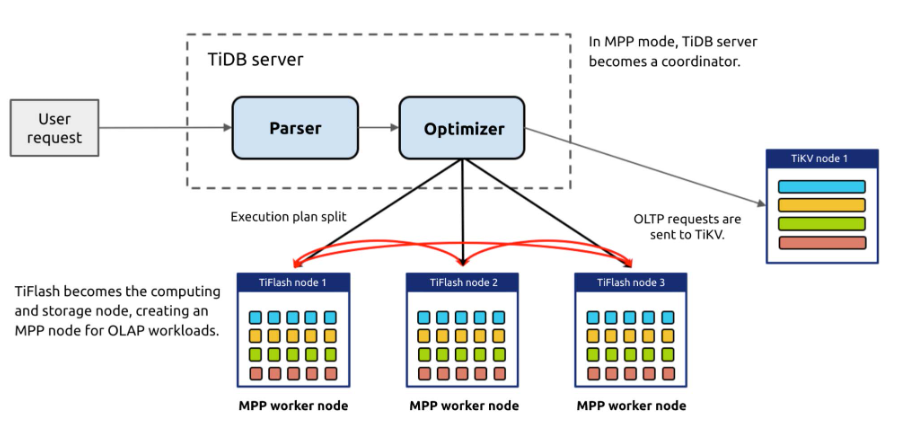 In MPP mode, TiDB server
becomes a coordinator.
TiDB server
User
request
Parser
Optimizer
TiKV node 1
Execution plan split
OLTP requests are
sent to TiKV.
TiFlash becomes the computing
and storage node, creating an
MPP node for OLAP workloads.
TiFlash node 1
TiFlash node 2
TiFlash node 3
MPP worker node
MPP worker node
MPP worker node